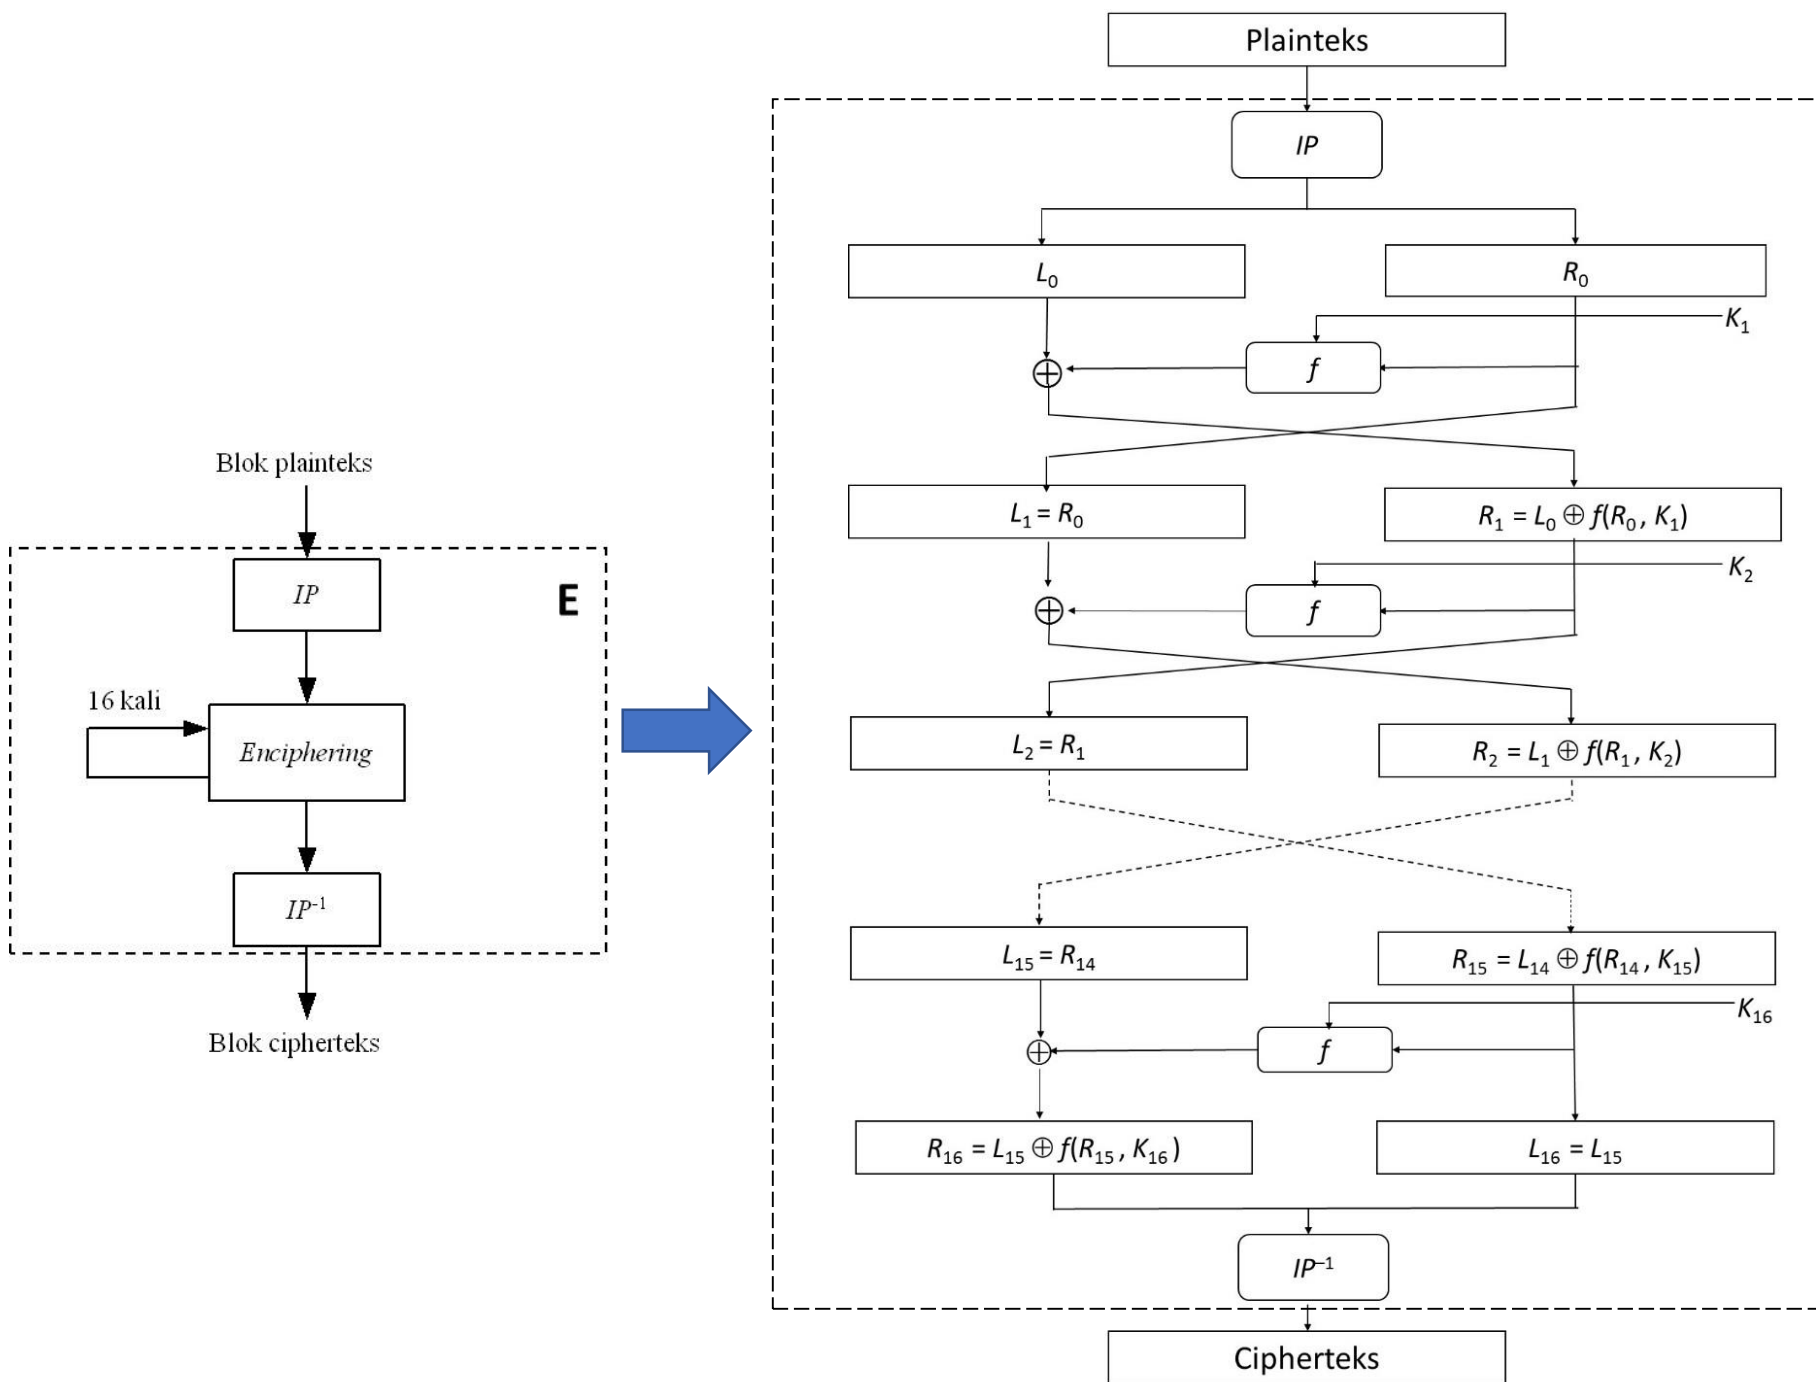 Blok plainteks
IP
E
16 kali
Enciphering
IP⁻¹
Blok cipherteks
Plainteks
IP
L₀
R₀
K₁
f
⊕
L₁ = R₀
R₁ = L₀ ⊕ f(R₀ , K₁)
K₂
f
⊕
L₂ = R₁
R₂ = L₁ ⊕ f(R₁ , K₂)
L₁₅ = R₁₄
R₁₅ = L₁₄ ⊕ f(R₁₄ , K₁₅)
K₁₆
f
⊕
R₁₆ = L₁₅ ⊕ f(R₁₅ , K₁₆ )
L₁₆ = L₁₅
IP⁻¹
Cipherteks